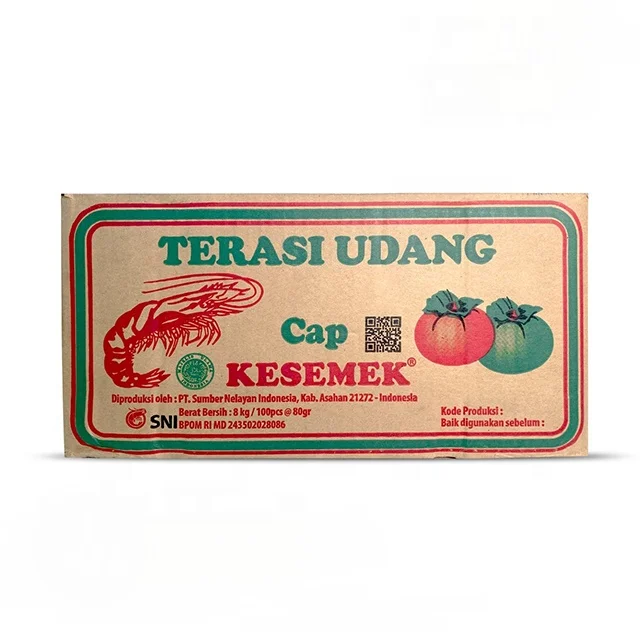 TERASI UDANG
Cap
KESEMEK®
Diproduksi oleh : PT. Sumber Nelayan Indonesia, Kab. Asahan 21272 - Indonesia
SNI
Berat Bersih : 8 kg / 100pcs @ 80gr
BPOM RI MD 243502028086
Kode Produksi :
Baik digunakan sebelum :